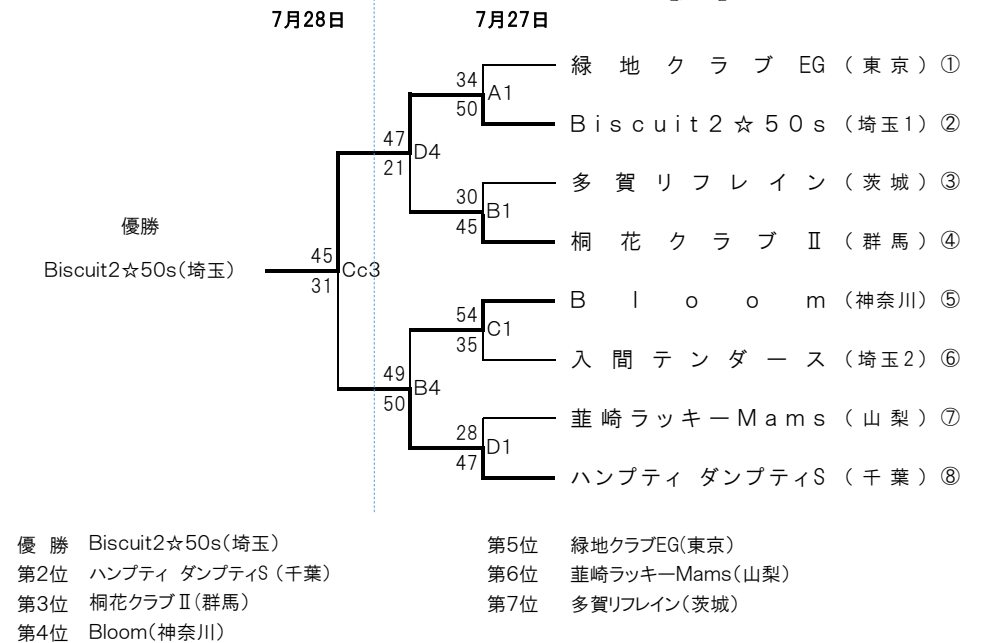 7月28日 7月27日
緑地クラブEG(東京)①
34 A1
50
Biscuit2☆50s(埼玉1)②
47 D4
21
多賀リフレイン(茨城)③
30 B1
45
桐花クラブⅡ(群馬)④
優勝
Biscuit2☆50s(埼玉)
45 Cc3
31
Bloom(神奈川)⑤
54 C1
35
入間テンダース(埼玉2)⑥
49 B4
50
韮崎ラッキーMams(山梨)⑦
28 D1
47
ハンプティ ダンプティS(千葉)⑧
優勝 Biscuit2☆50s(埼玉)
第2位 ハンプティ ダンプティS(千葉)
第3位 桐花クラブⅡ(群馬)
第4位 Bloom(神奈川)
第5位 緑地クラブEG(東京)
第6位 韮崎ラッキーMams(山梨)
第7位 多賀リフレイン(茨城)